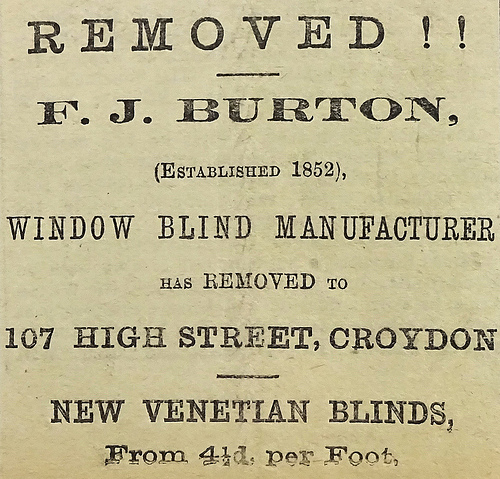 REMOVED !!
F. J. BURTON,
(ESTABLISHED 1852),
WINDOW BLIND MANUFACTURER
HAS REMOVED TO
107 HIGH STREET, CROYDON
NEW VENETIAN BLINDS,
From 4½d. per Foot,